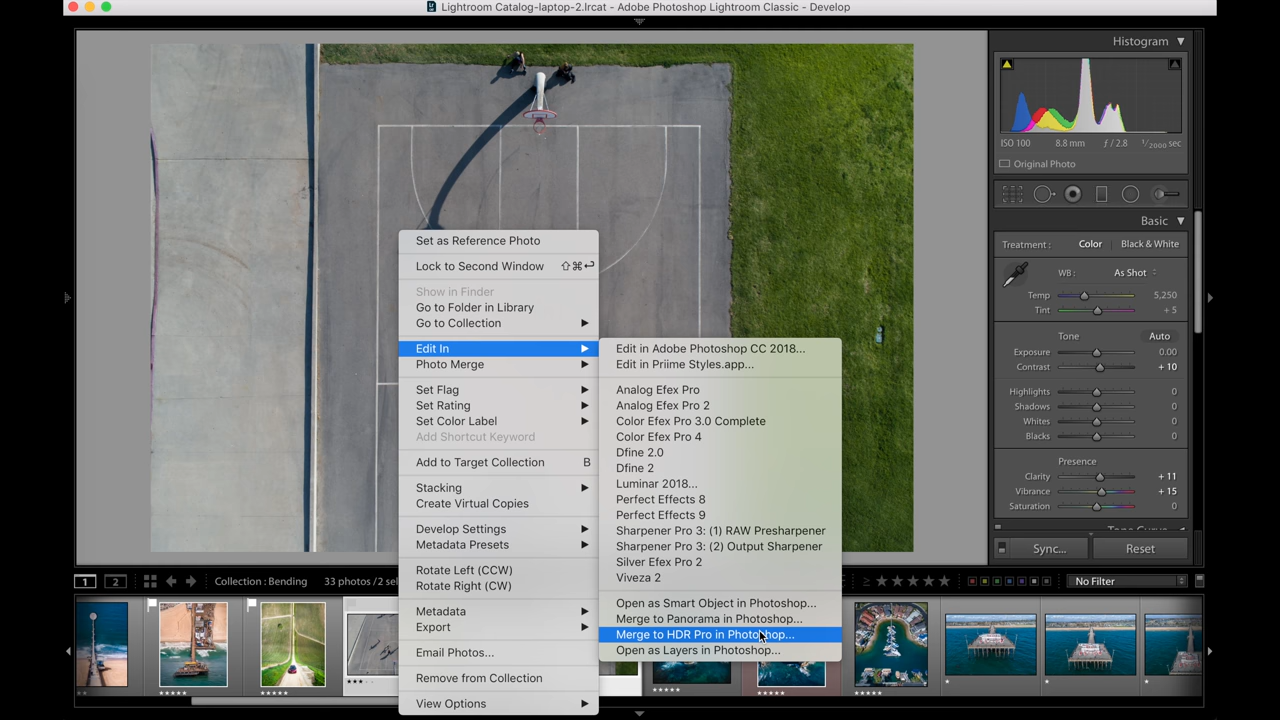 Lightroom Catalog-laptop-2.lrcat - Adobe Photoshop Lightroom Classic - Develop
Histogram
ISO 100 8.8 mm f / 2.8 1/2000 sec
Original Photo
Basic
Treatment : Color Black & White
WB : As Shot
Temp 5,250
Tint + 5
Tone Auto
Exposure 0.00
Contrast + 10
Highlights 0
Shadows 0
Whites 0
Blacks 0
Presence
Clarity + 11
Vibrance + 15
Saturation 0
Sync... Reset
Set as Reference Photo
Lock to Second Window ⇧⌘↩
Show in Finder
Go to Folder in Library
Go to Collection
Edit In
Photo Merge
Set Flag
Set Rating
Set Color Label
Add Shortcut Keyword
Add to Target Collection B
Stacking
Create Virtual Copies
Develop Settings
Metadata Presets
Rotate Left (CCW)
Rotate Right (CW)
Metadata
Export
Email Photos...
Remove from Collection
View Options
Edit in Adobe Photoshop CC 2018...
Edit in Priime Styles.app...
Analog Efex Pro
Analog Efex Pro 2
Color Efex Pro 3.0 Complete
Color Efex Pro 4
Dfine 2.0
Dfine 2
Luminar 2018...
Perfect Effects 8
Perfect Effects 9
Sharpener Pro 3: (1) RAW Presharpener
Sharpener Pro 3: (2) Output Sharpener
Silver Efex Pro 2
Viveza 2
Open as Smart Object in Photoshop...
Merge to Panorama in Photoshop...
Merge to HDR Pro in Photoshop...
Open as Layers in Photoshop...
1 2 Collection : Bending 33 photos /2 sel
No Filter